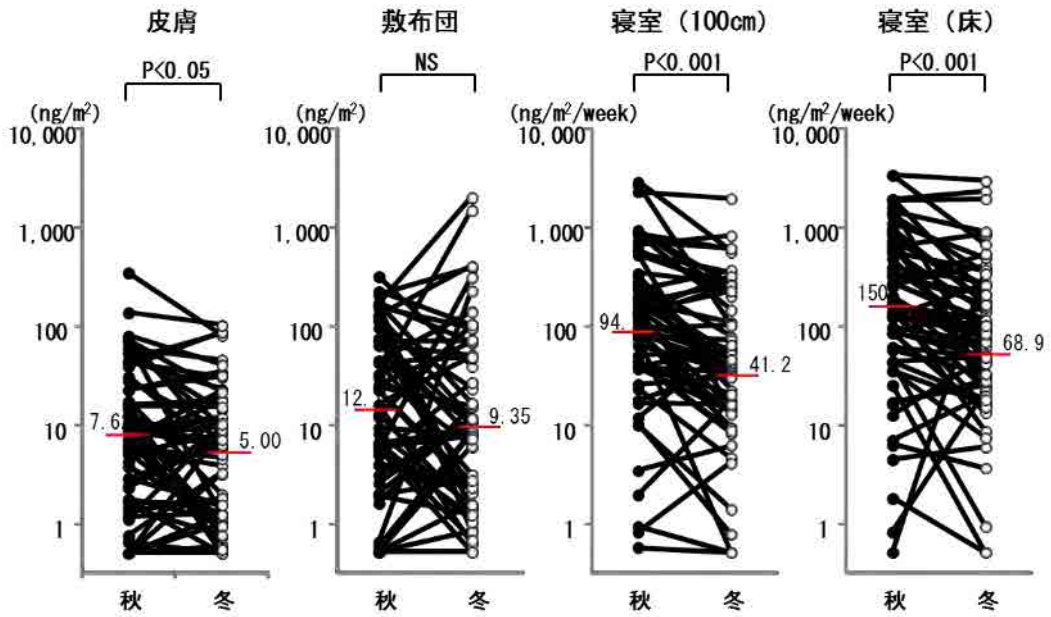 皮膚
P<0.05
(ng/m²)
10,000
1,000
100
10
1
7.6
5.00
秋
冬
敷布団
NS
(ng/m²)
10,000
1,000
100
10
1
12.
9.35
秋
冬
寝室（100cm）
P<0.001
(ng/m²/week)
10,000
1,000
100
10
1
94.
41.2
秋
冬
寝室（床）
P<0.001
(ng/m²/week)
10,000
1,000
100
10
1
150
68.9
秋
冬